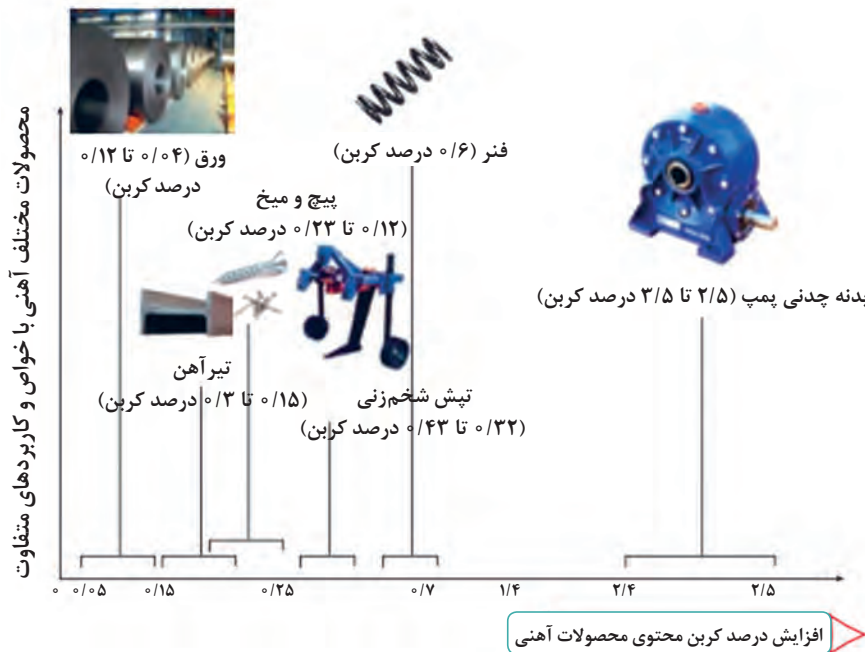 محصولات مختلف آهنی با خواص و کاربردهای متفاوت
ورق (۰/۰۴ تا ۰/۱۲
درصد کربن)
فنر (۰/۶ درصد کربن)
پیچ و میخ
(۰/۱۲ تا ۰/۲۳ درصد کربن)
بدنه چدنی پمپ (۲/۵ تا ۳/۵ درصد کربن)
تیرآهن
(۰/۱۵ تا ۰/۳ درصد کربن)
تپش شخم‌زنی
(۰/۳۲ تا ۰/۴۳ درصد کربن)
۰ ۰/۰۵ ۰/۱۵ ۰/۲۵ ۰/۷ ۱/۴ ۲/۴ ۲/۵
افزایش درصد کربن محتوی محصولات آهنی